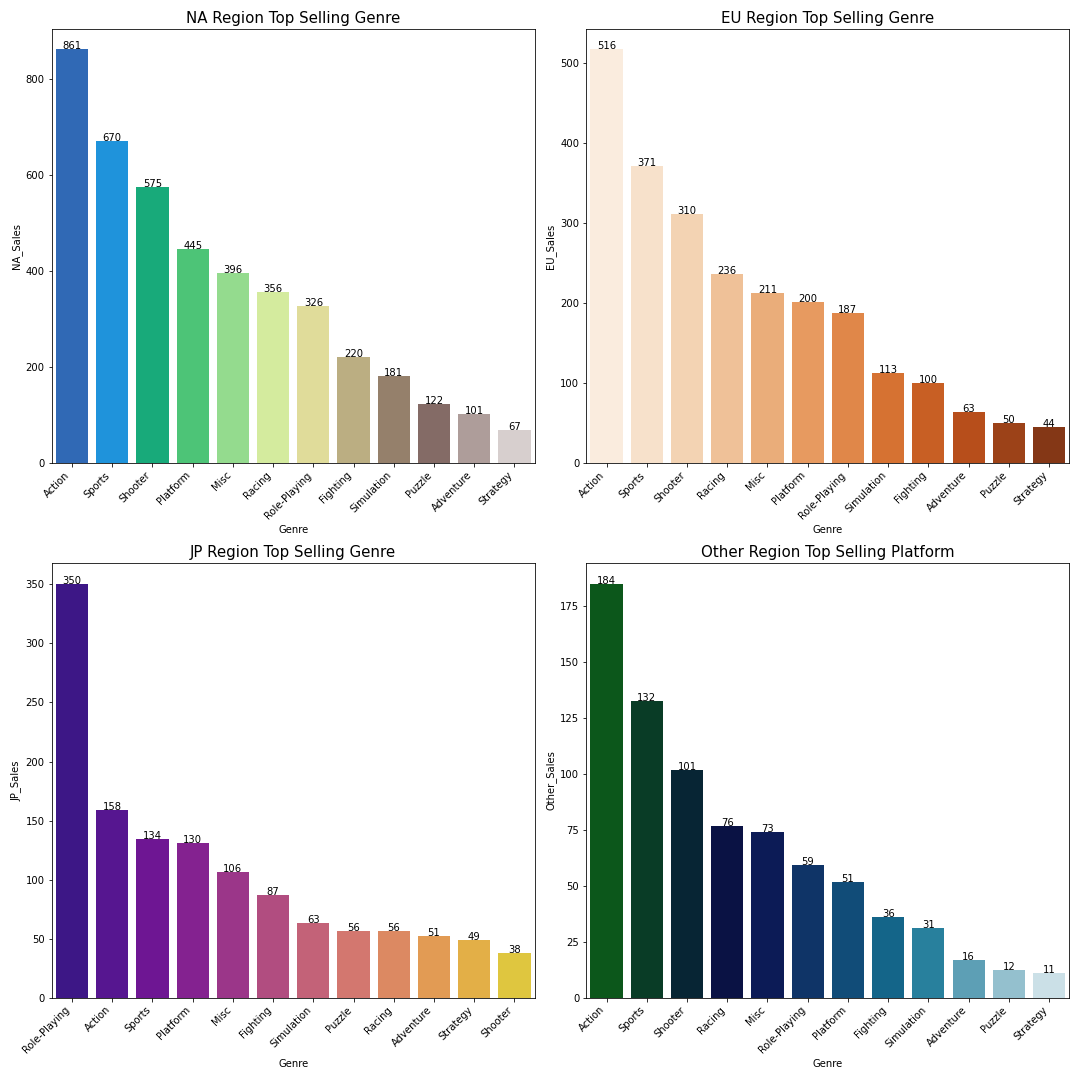 NA Region Top Selling Genre
NA_Sales
800
600
400
200
0
861
670
575
445
396
356
326
220
181
122
101
67
Action
Sports
Shooter
Platform
Misc
Racing
Role-Playing
Fighting
Simulation
Puzzle
Adventure
Strategy
Genre
EU Region Top Selling Genre
EU_Sales
500
400
300
200
100
0
516
371
310
236
211
200
187
113
100
63
50
44
Action
Sports
Shooter
Racing
Misc
Platform
Role-Playing
Simulation
Fighting
Adventure
Puzzle
Strategy
Genre
JP Region Top Selling Genre
JP_Sales
350
300
250
200
150
100
50
0
350
158
134
130
106
87
63
56
56
51
49
38
Role-Playing
Action
Sports
Platform
Misc
Fighting
Simulation
Puzzle
Racing
Adventure
Strategy
Shooter
Genre
Other Region Top Selling Platform
Other_Sales
175
150
125
100
75
50
25
0
184
132
101
76
73
59
51
36
31
16
12
11
Action
Sports
Shooter
Racing
Misc
Role-Playing
Platform
Fighting
Simulation
Adventure
Puzzle
Strategy
Genre